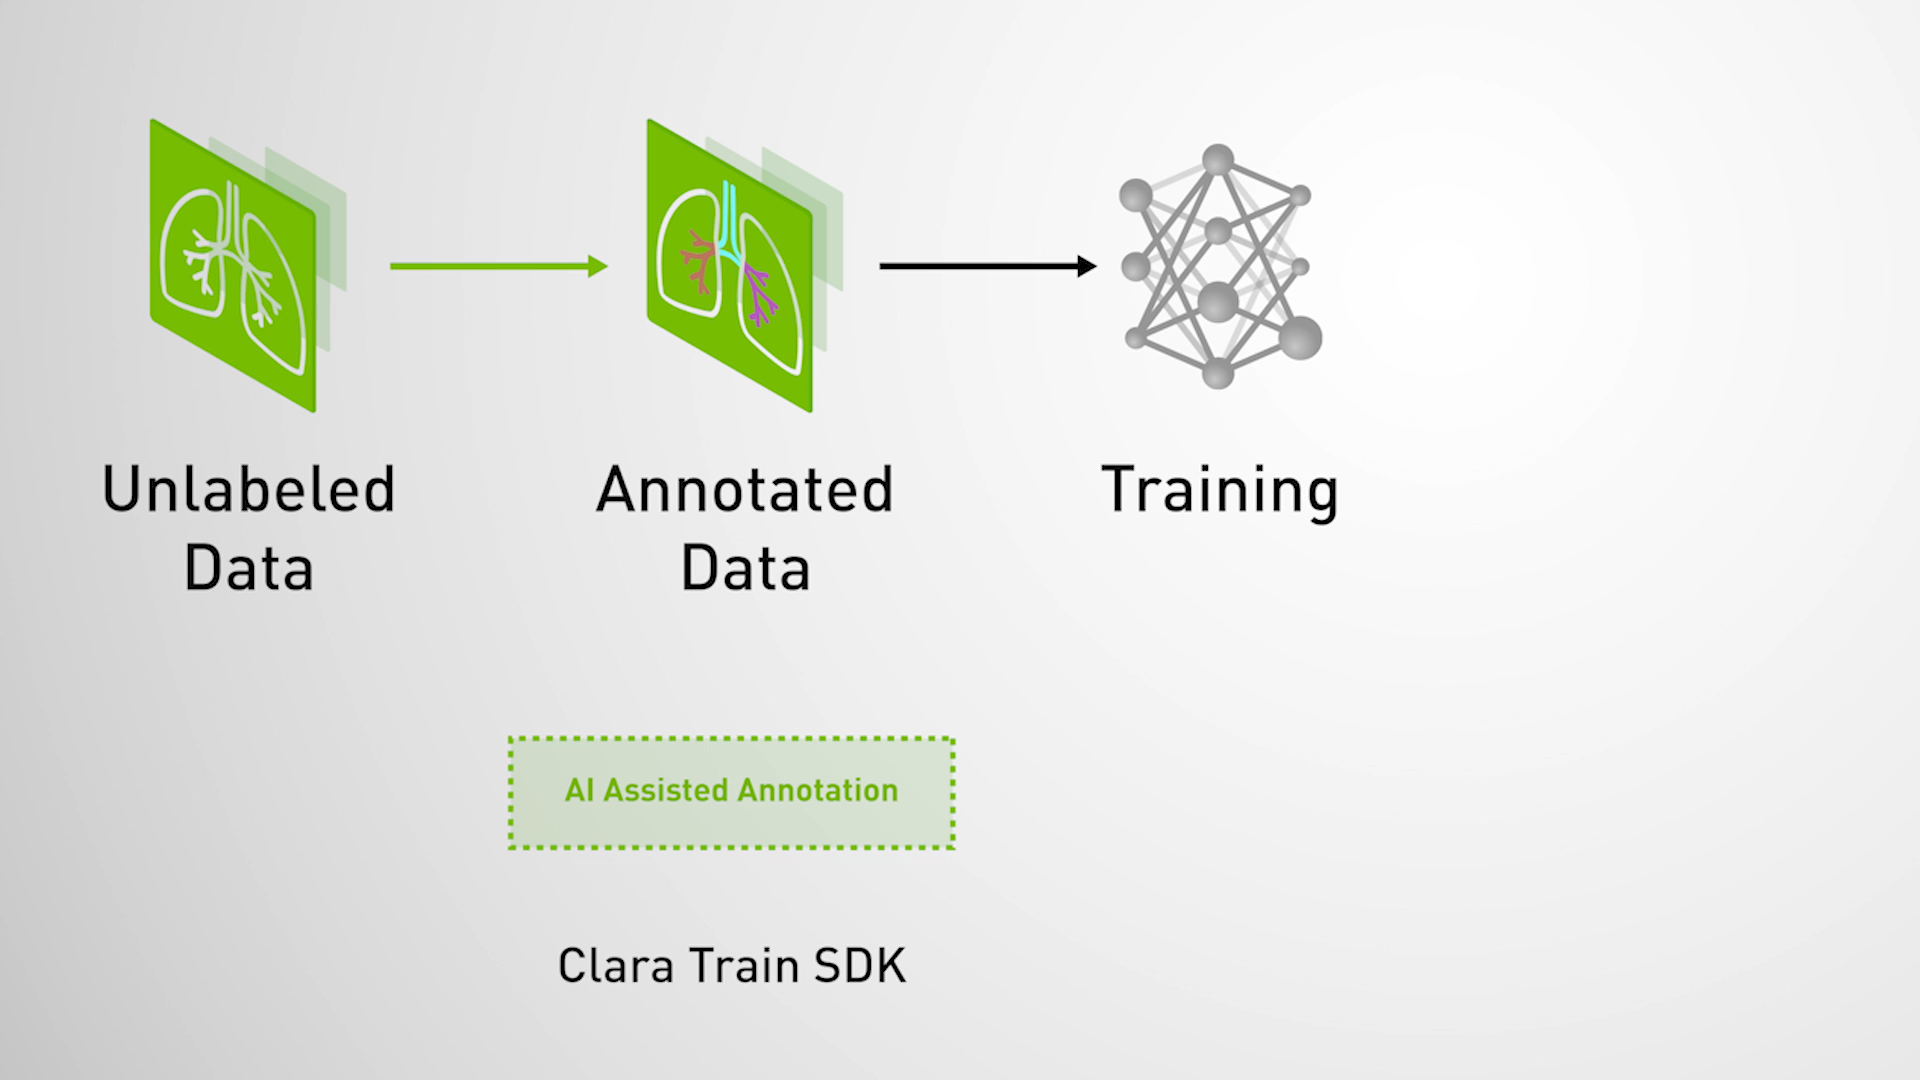 Unlabeled
Data
Annotated
Data
Training
AI Assisted Annotation
Clara Train SDK